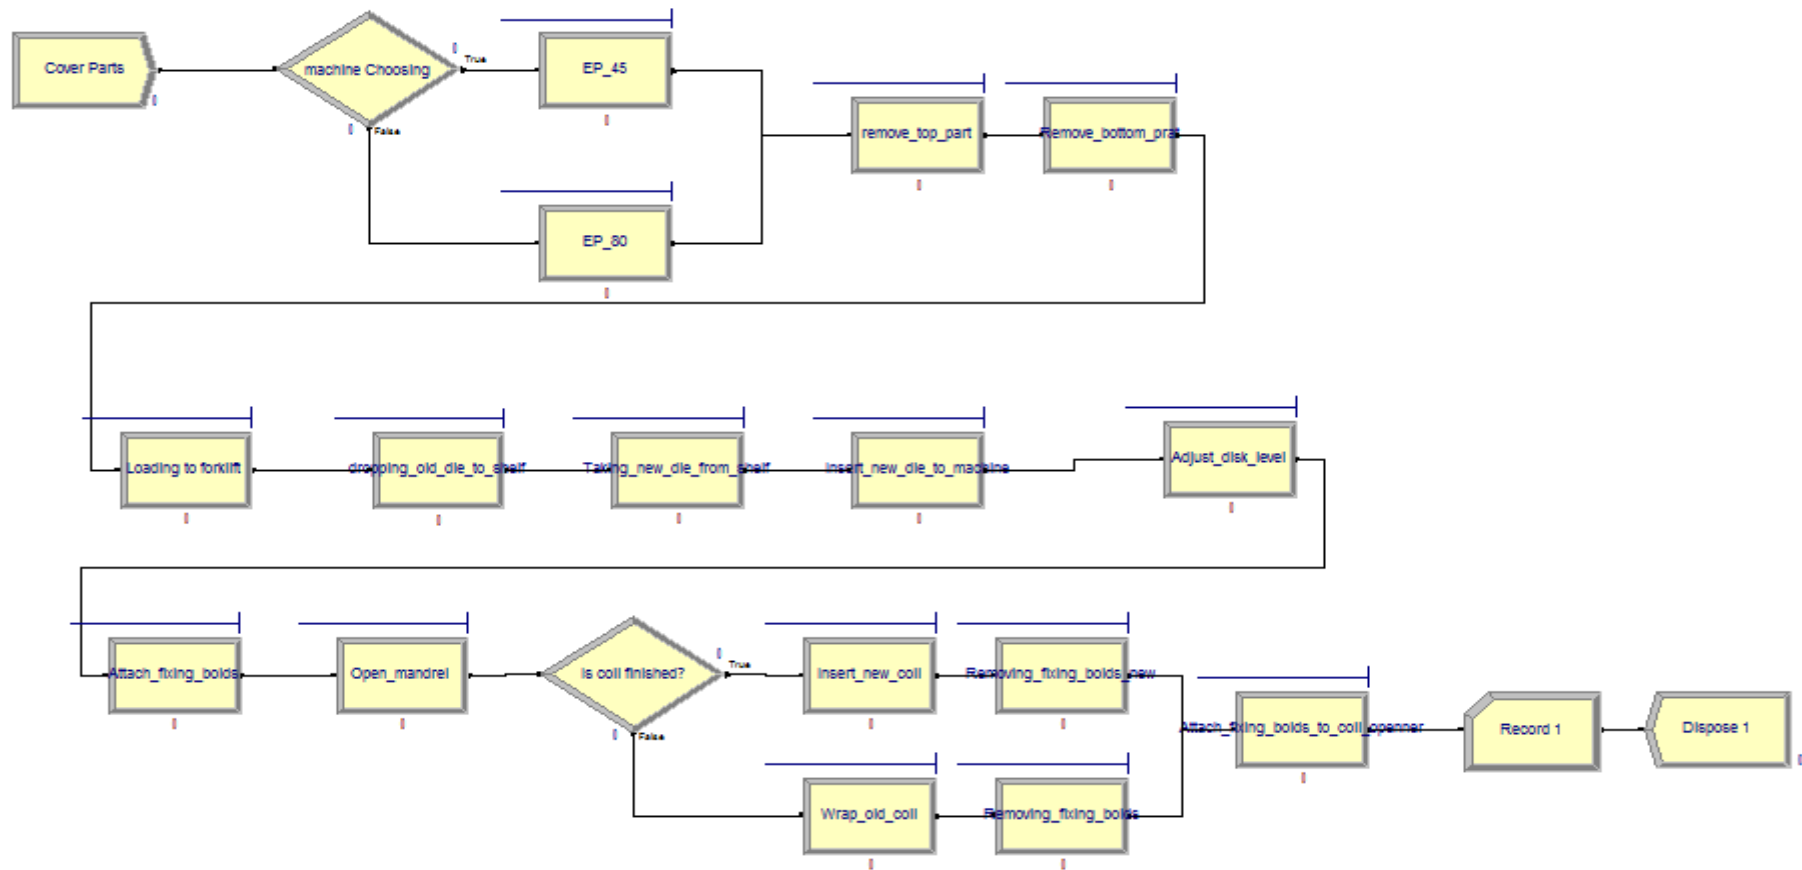 Cover Parts
machine Choosing
True
False
EP_45
EP_80
remove_top_part
Remove_bottom_prat
Loading to forklift
dropping_old_die_to_shelf
Taking_new_die_from_shelf
Insert_new_die_to_machine
Adjust_disk_level
Attach_fixing_bolds
Open_mandrel
Is coil finished?
True
False
Insert_new_coil
Removing_fixing_bolds_new
Wrap_old_coil
Removing_fixing_bolds
Attach_fixing_bolds_to_coil_openner
Record 1
Dispose 1